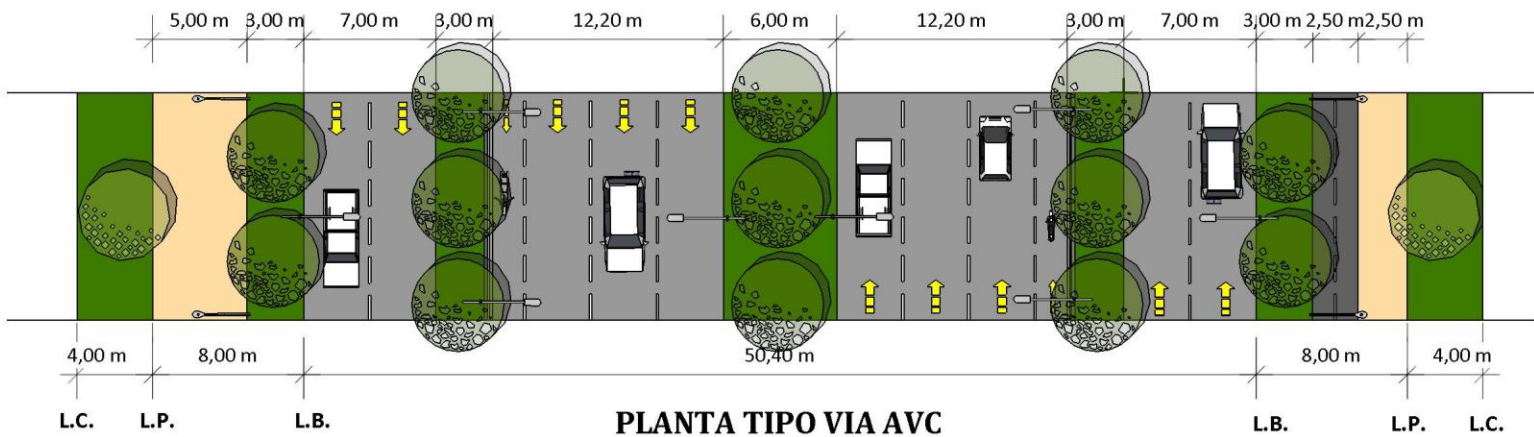 5,00 m 3,00 m 7,00 m 3,00 m 12,20 m 6,00 m 12,20 m 3,00 m 7,00 m 3,00 m 2,50 m 2,50 m
4,00 m 8,00 m 50,40 m 8,00 m 4,00 m
L.C. L.P. L.B. PLANTA TIPO VIA AVC L.B. L.P. L.C.